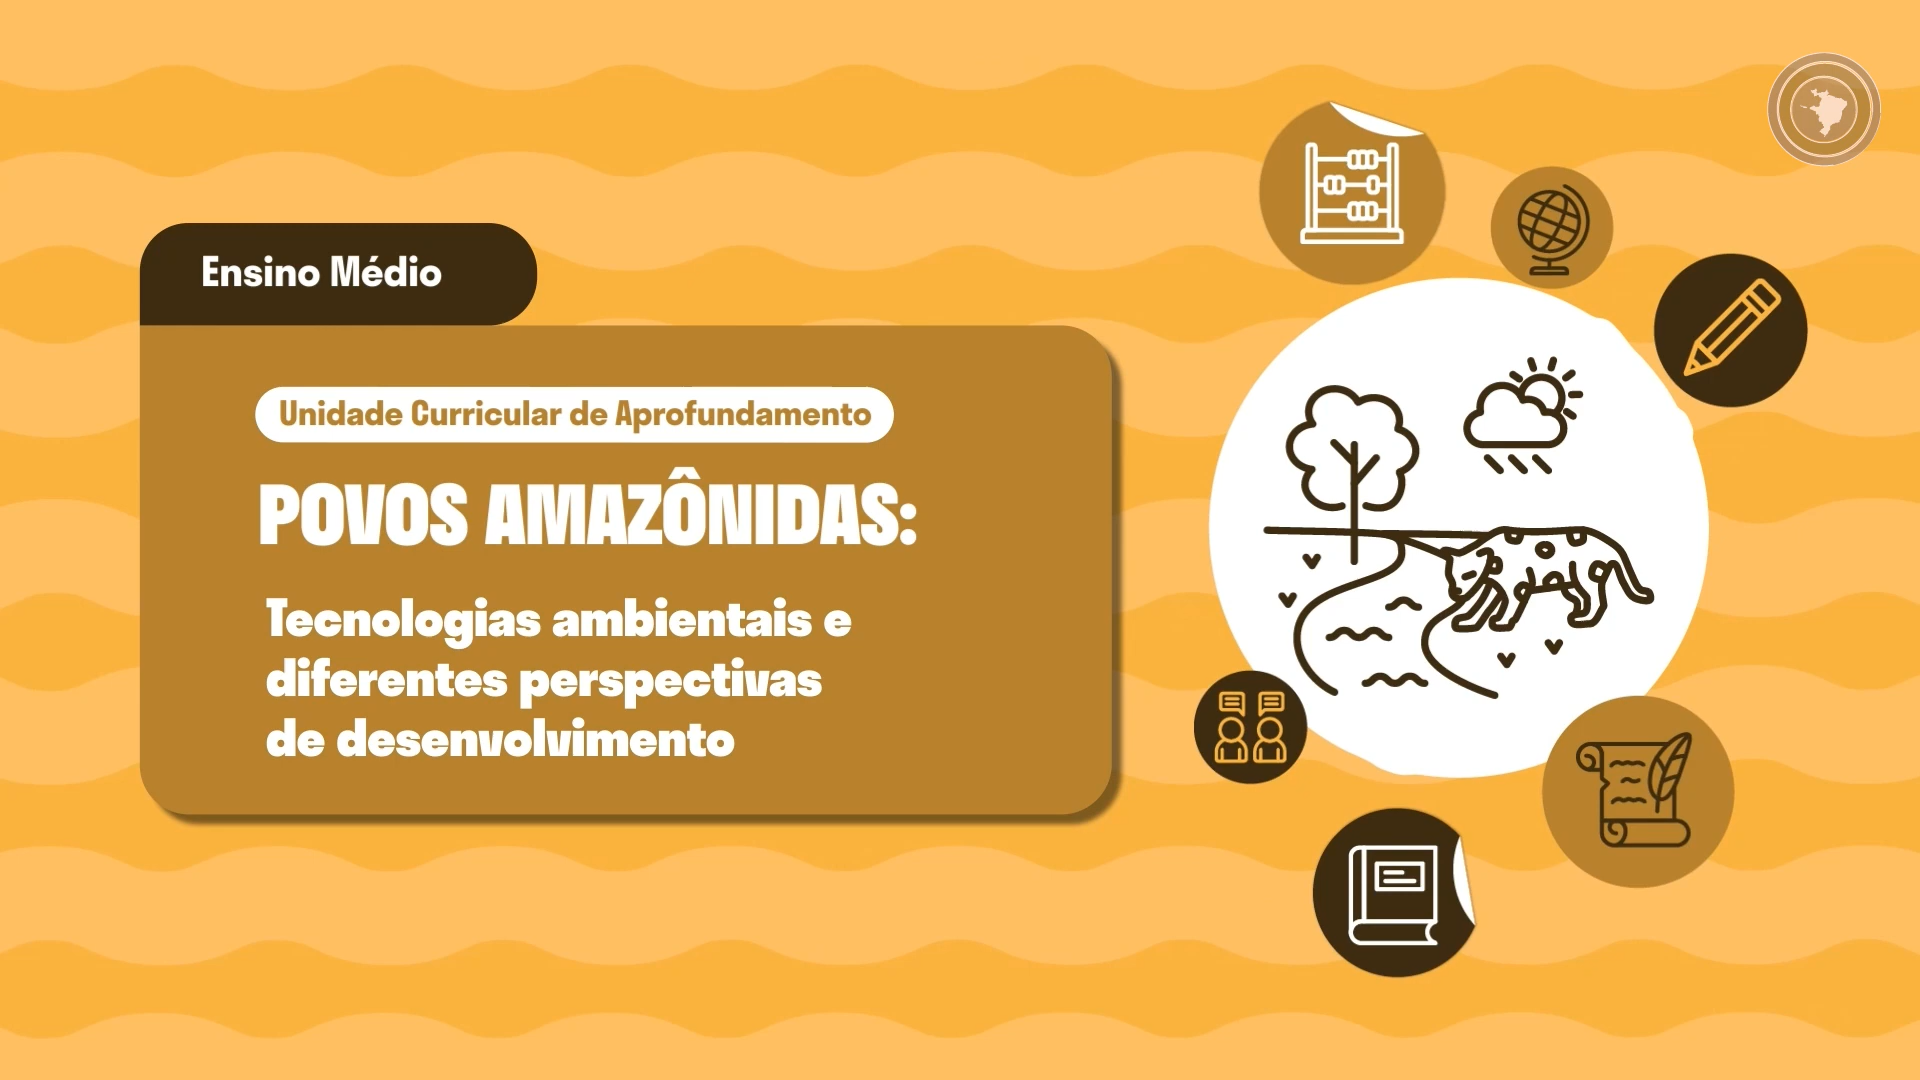 Ensino Médio
Unidade Curricular de Aprofundamento
POVOS AMAZÔNIDAS:
Tecnologias ambientais e
diferentes perspectivas
de desenvolvimento